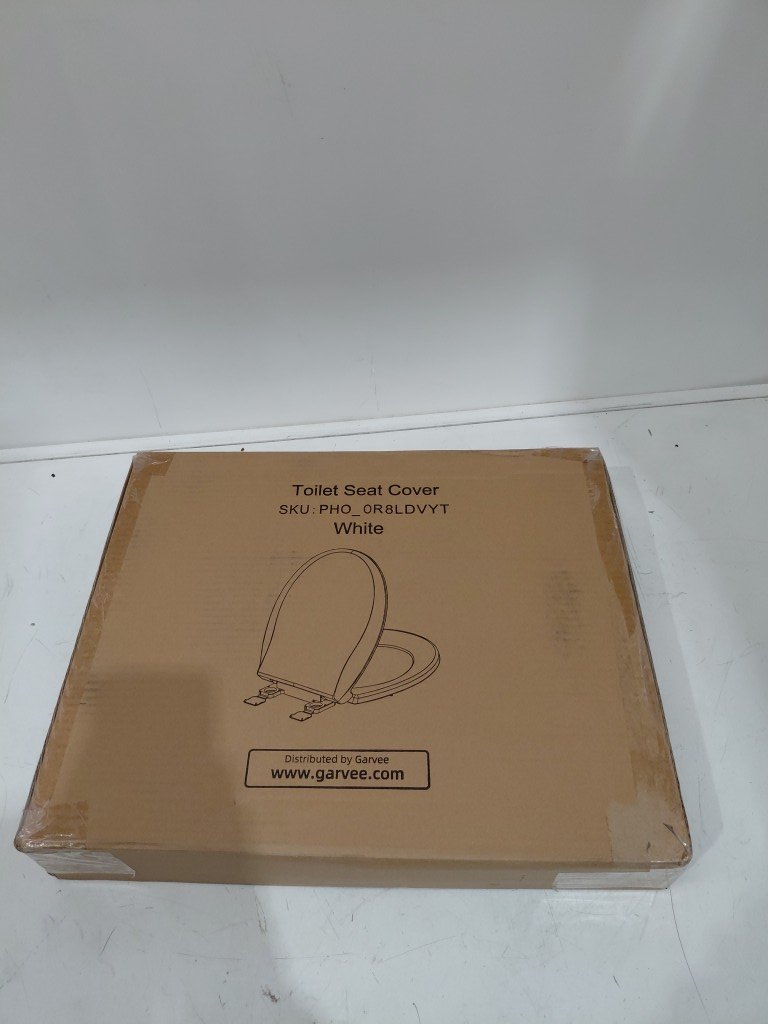 Toilet Seat Cover
SKU:PHO_0R8LDVYT
White
Distributed by Garvee
www.garvee.com